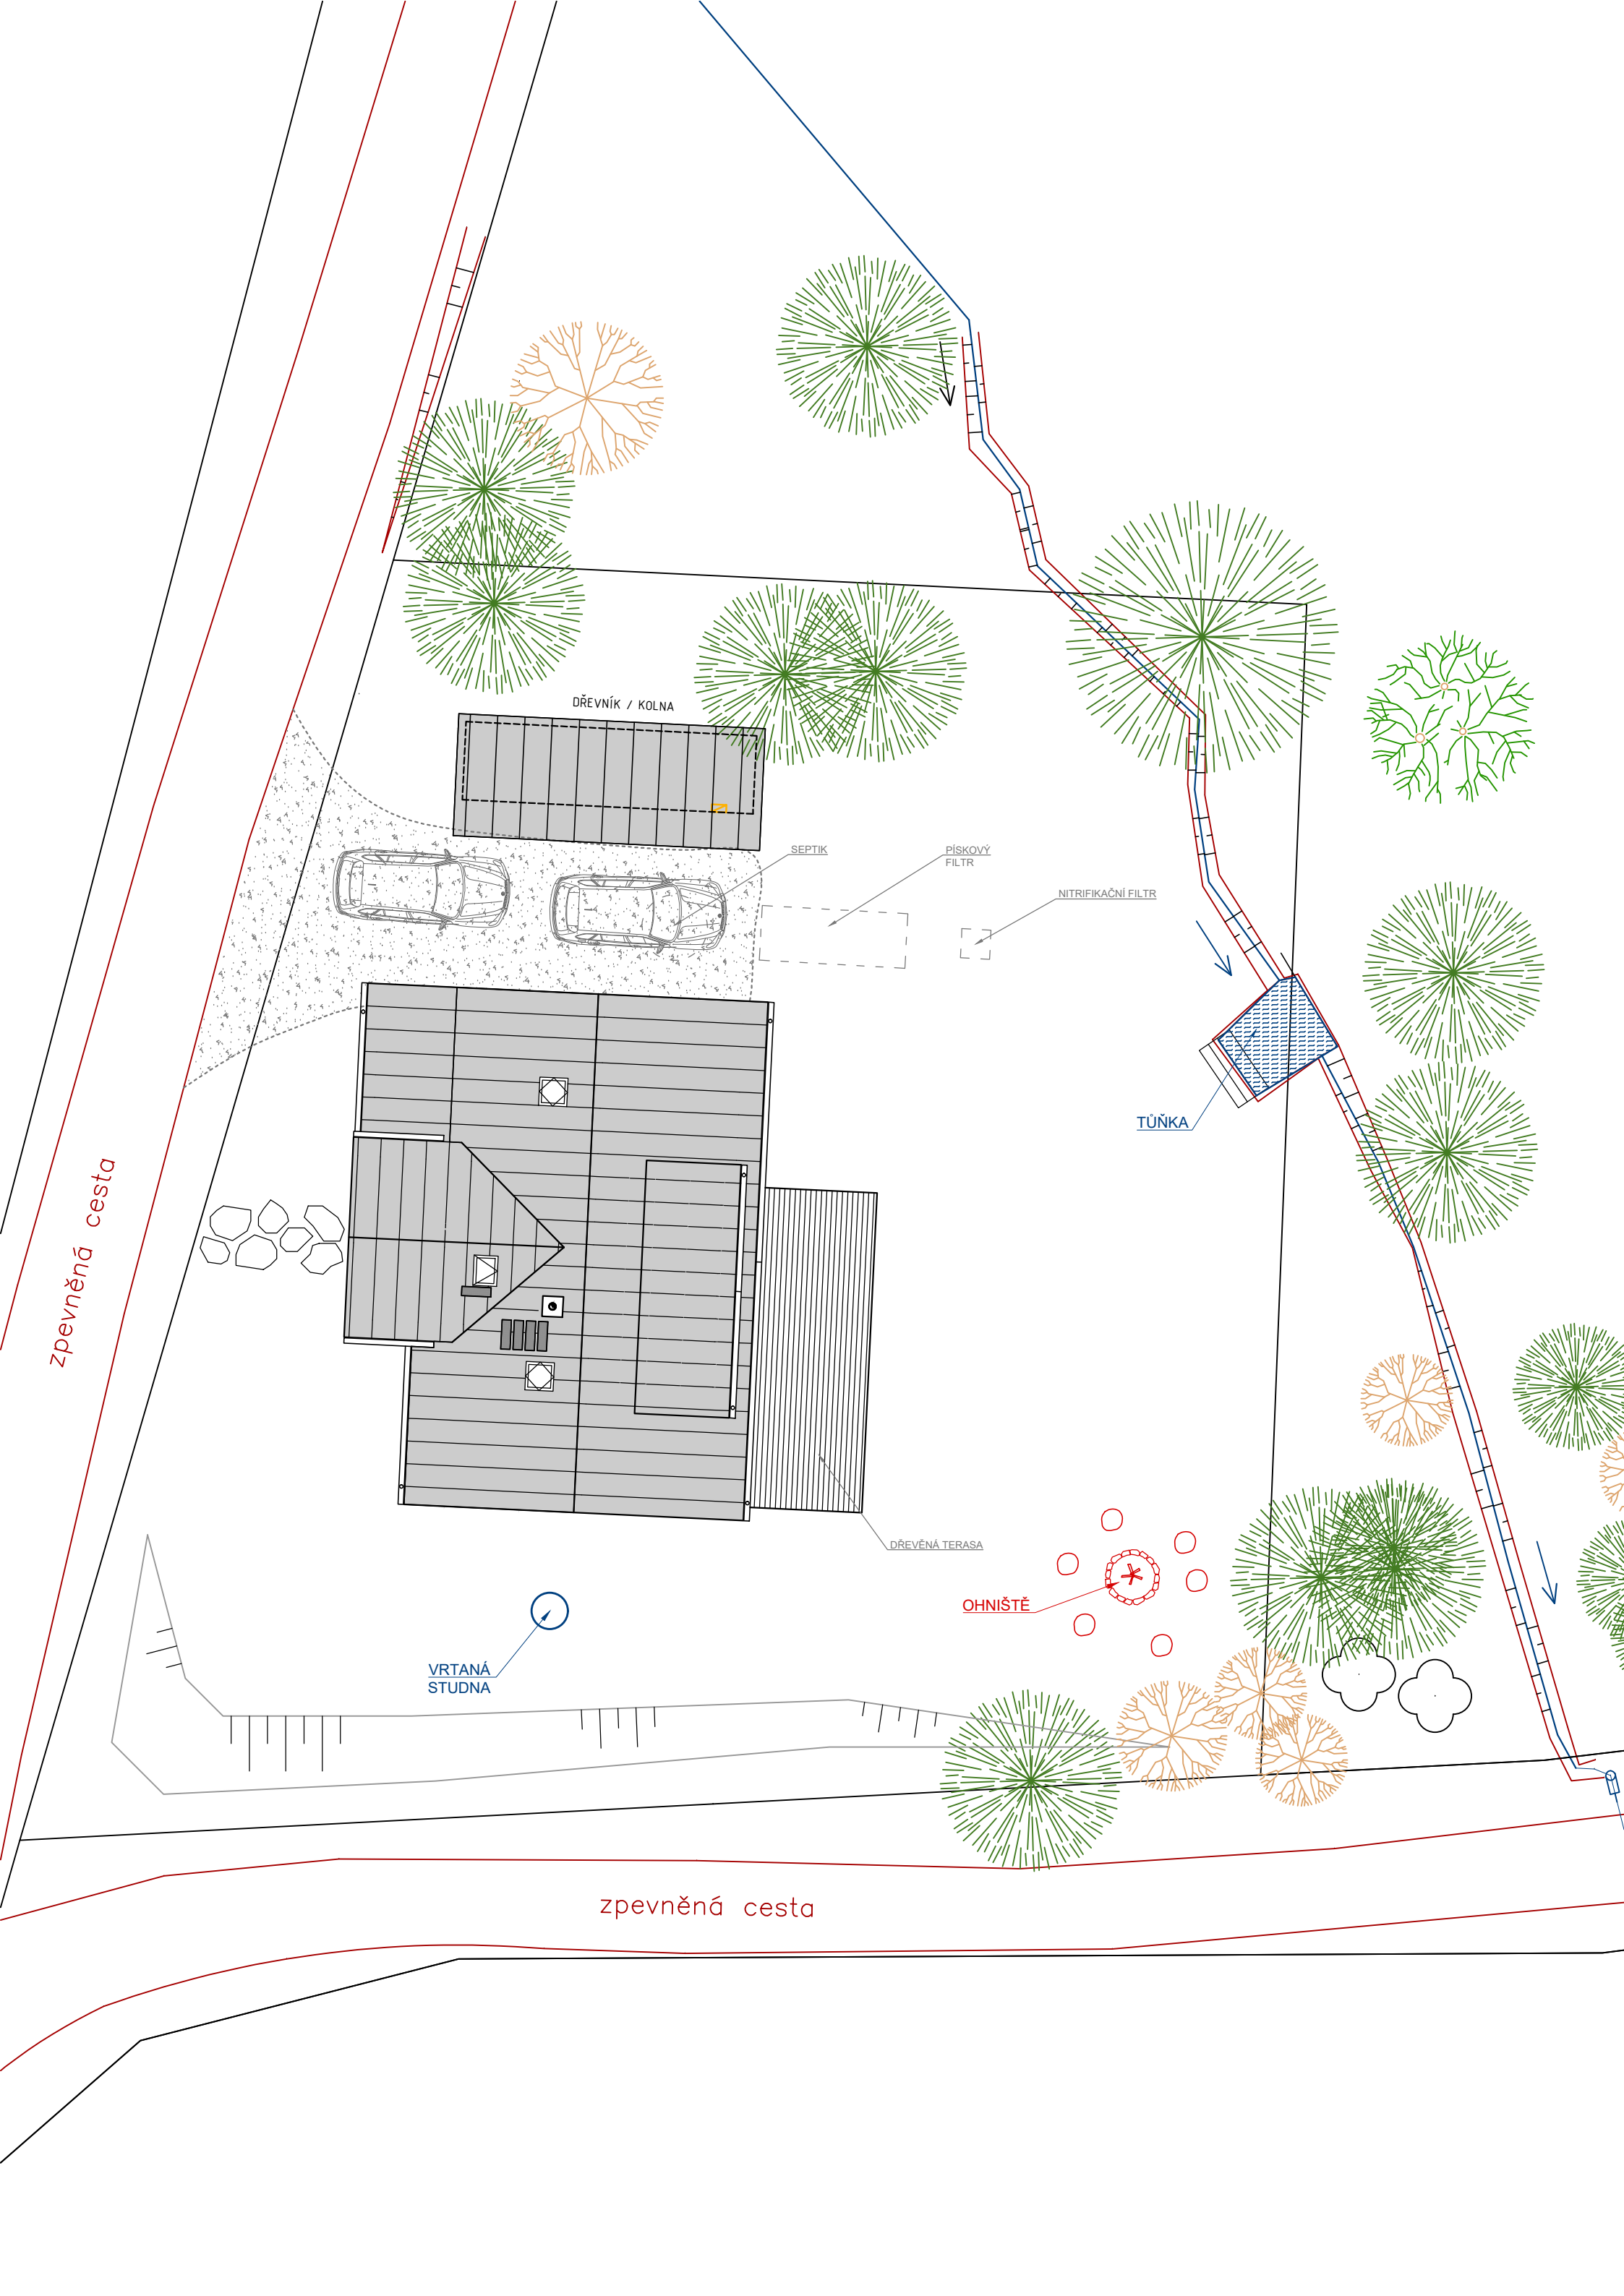 DŘEVNÍK / KOLNA
SEPTIK
PÍSKOVÝ
FILTR
NITRIFIKAČNÍ FILTR
TŮŇKA
zpevněná cesta
DŘEVĚNÁ TERASA
OHNIŠTĚ
VRTANÁ
STUDNA
zpevněná cesta